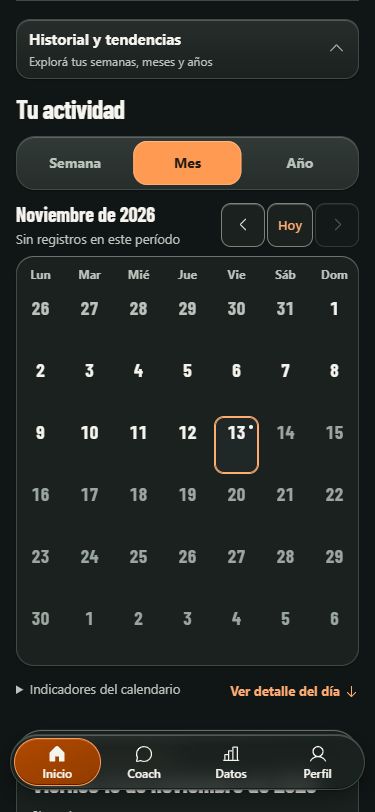 Historial y tendencias
Explorá tus semanas, meses y años
Tu actividad
Semana Mes Año
Noviembre de 2026
Sin registros en este período
Hoy
Lun Mar Mié Jue Vie Sáb Dom
26 27 28 29 30 31 1
2 3 4 5 6 7 8
9 10 11 12 13 14 15
16 17 18 19 20 21 22
23 24 25 26 27 28 29
30 1 2 3 4 5 6
Indicadores del calendario
Ver detalle del día ↓
Inicio Coach Datos Perfil